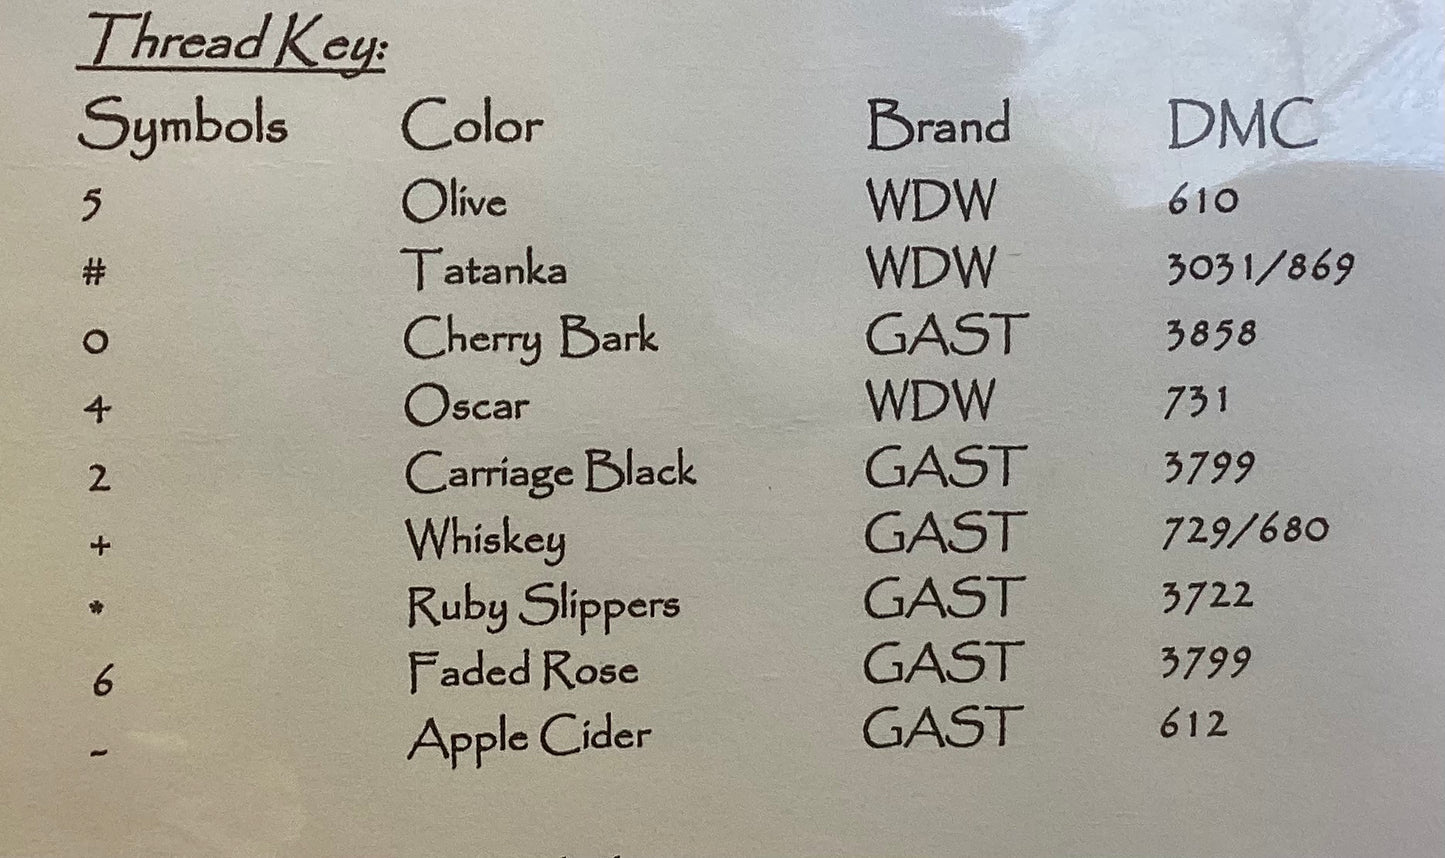 Thread Key:
Symbols Color Brand DMC
5 Olive WDW 610
# Tatanka WDW 3031/869
0 Cherry Bark GAST 3858
4 Oscar WDW 731
2 Carriage Black GAST 3799
+ Whiskey GAST 729/680
* Ruby Slippers GAST 3722
6 Faded Rose GAST 3799
- Apple Cider GAST 612